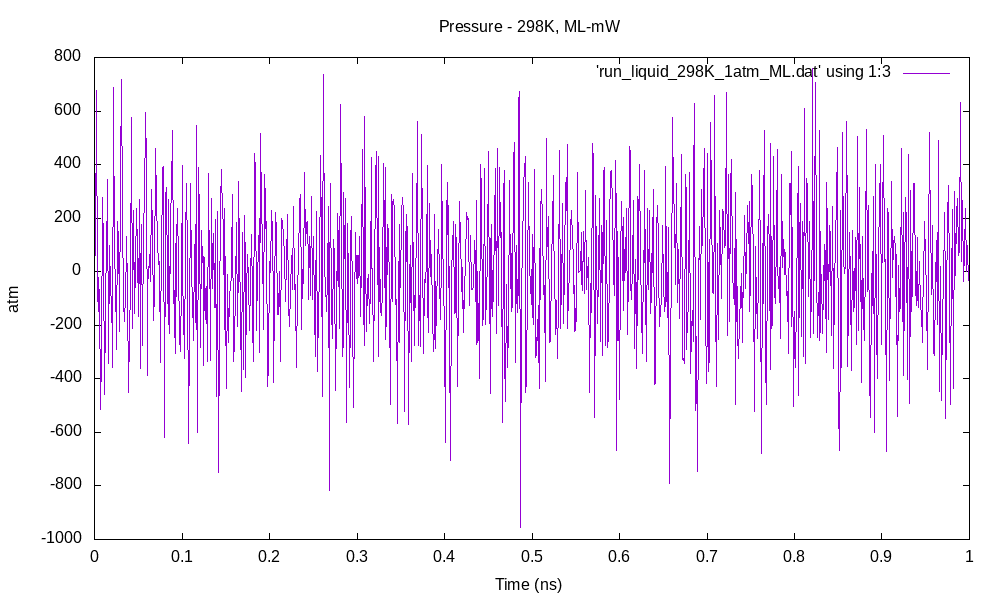 Pressure - 298K, ML-mW
'run_liquid_298K_1atm_ML.dat' using 1:3
800
600
400
200
0
-200
-400
-600
-800
-1000
atm
0 0.1 0.2 0.3 0.4 0.5 0.6 0.7 0.8 0.9 1
Time (ns)